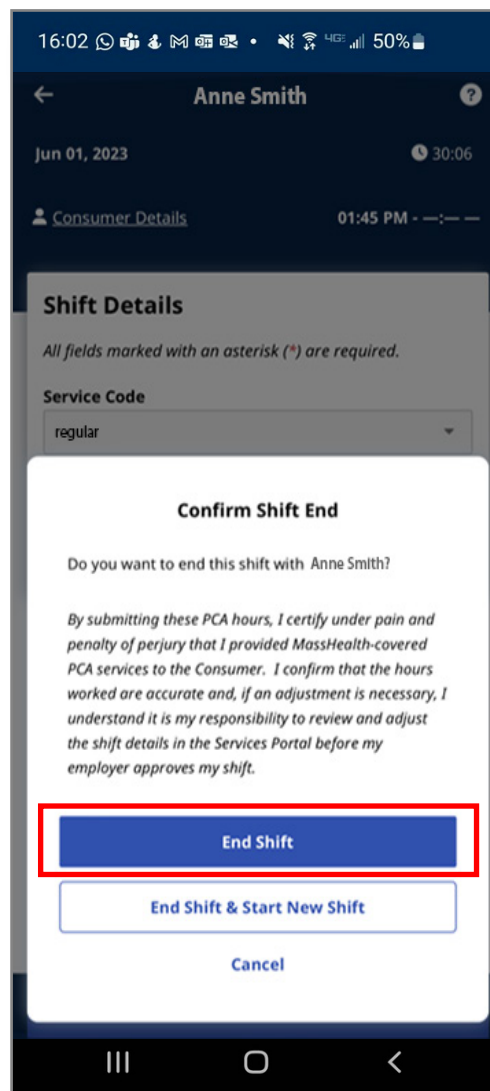 16:02 4GE 50%
Anne Smith ?
Jun 01, 2023 30:06
Consumer Details 01:45 PM - —:— —
Shift Details
All fields marked with an asterisk (*) are required.
Service Code
regular
Confirm Shift End
Do you want to end this shift with Anne Smith?
By submitting these PCA hours, I certify under pain and
penalty of perjury that I provided MassHealth-covered
PCA services to the Consumer. I confirm that the hours
worked are accurate and, if an adjustment is necessary, I
understand it is my responsibility to review and adjust
the shift details in the Services Portal before my
employer approves my shift.
End Shift
End Shift & Start New Shift
Cancel